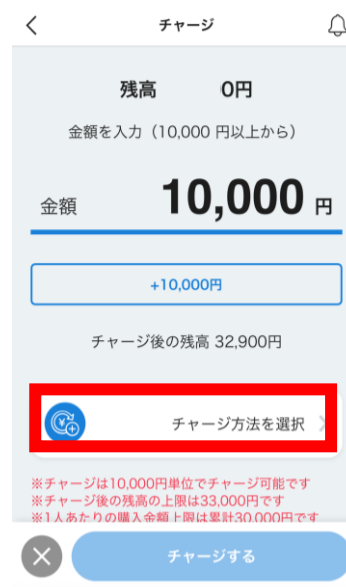 チャージ
残高 0円
金額を入力（10,000 円以上から）
金額 10,000 円
+10,000円
チャージ後の残高 32,900円
チャージ方法を選択
※チャージは10,000円単位でチャージ可能です
※チャージ後の残高の上限は33,000円です
※1人あたりの購入金額上限は累計30,000円です
チャージする